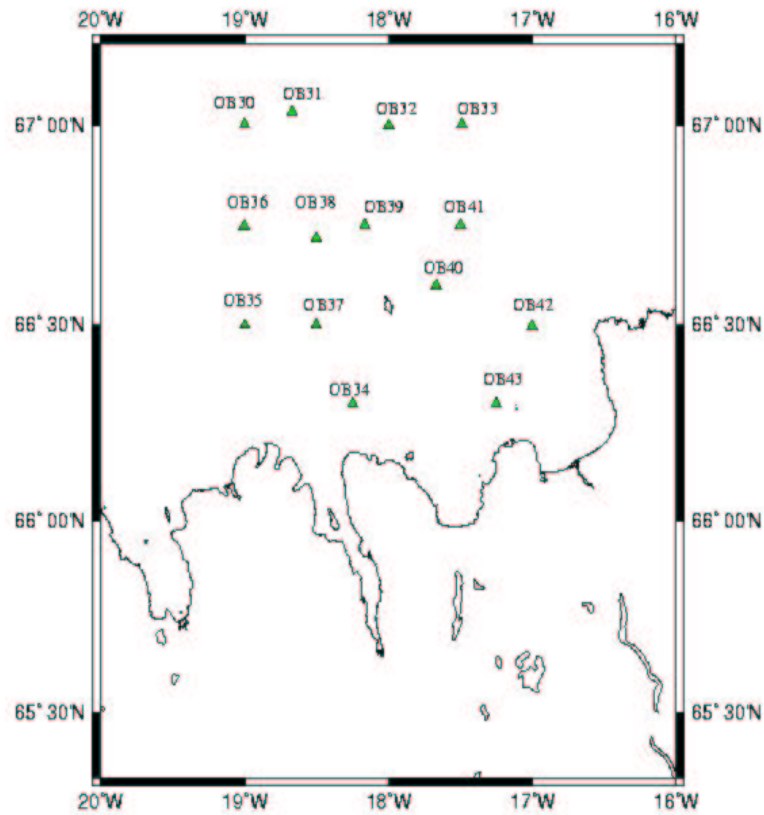 20°W 19°W 18°W 17°W 16°W
OB30 OB31 OB32 OB33
67°00'N 67°00'N
OB36 OB38 OB39 OB41
OB40
OB35 OB37 OB42
66°30'N 66°30'N
OB34 OB43
66°00'N 66°00'N
65°30'N 65°30'N
20°W 19°W 18°W 17°W 16°W